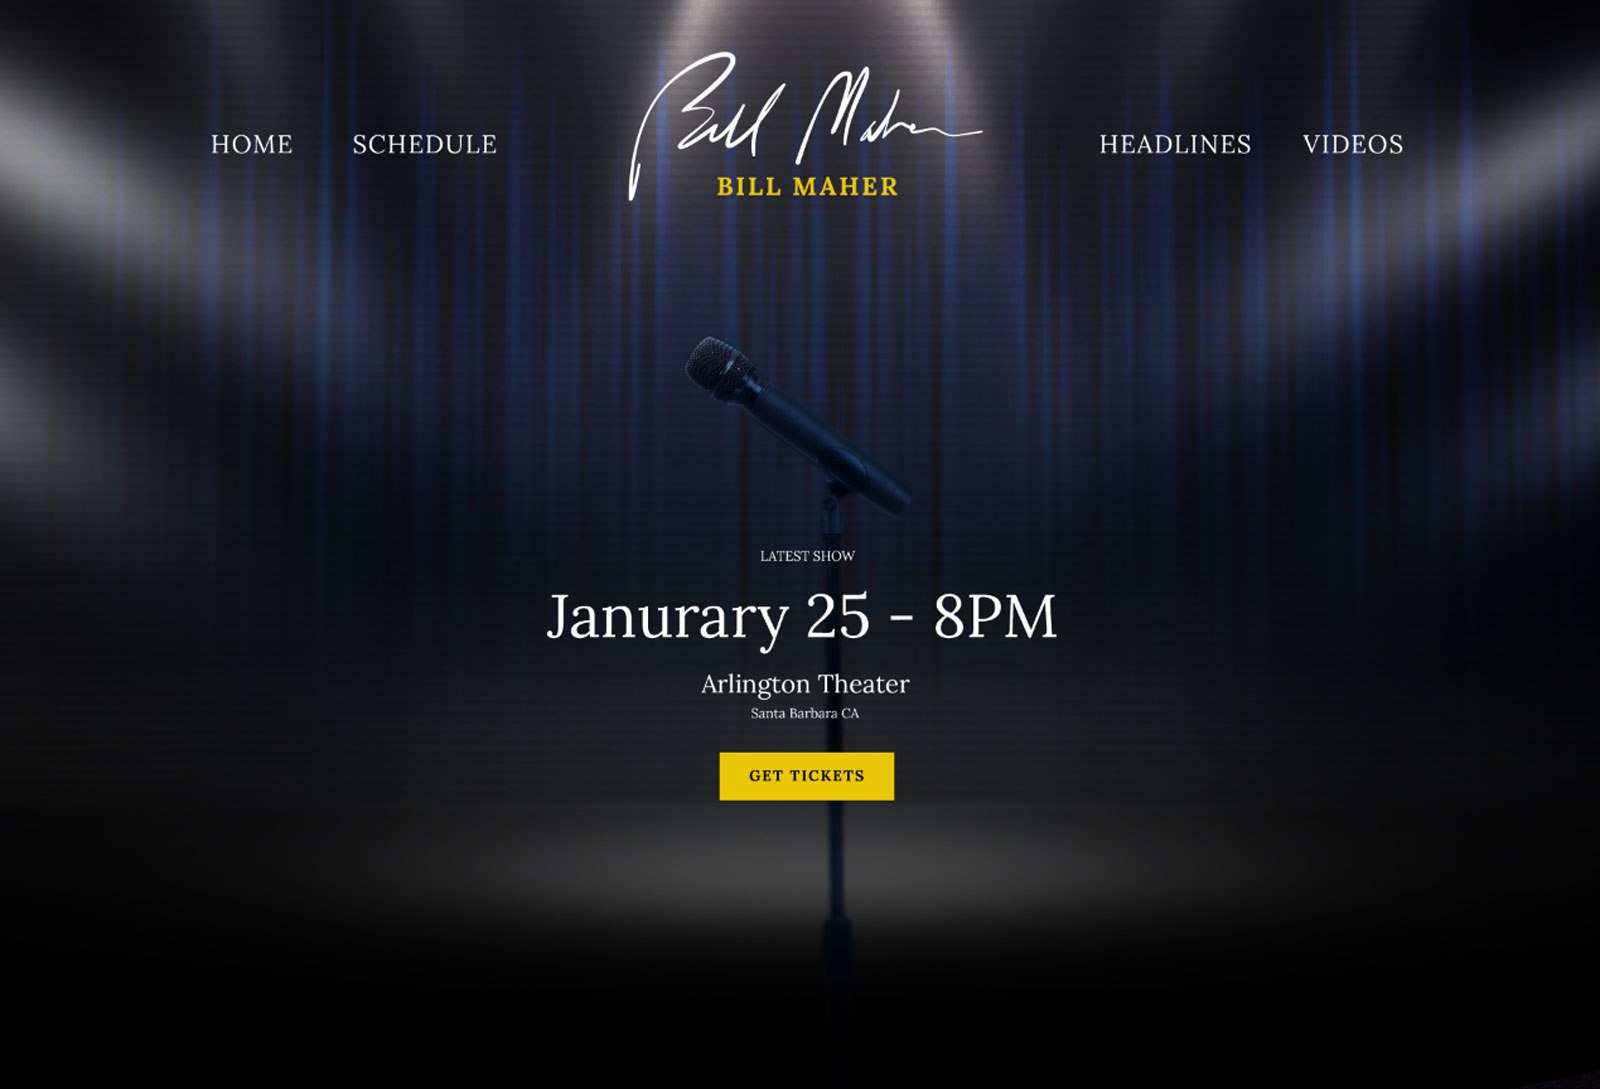 HOME SCHEDULE Bill Maher HEADLINES VIDEOS
BILL MAHER
LATEST SHOW
Janurary 25 - 8PM
Arlington Theater
Santa Barbara CA
GET TICKETS